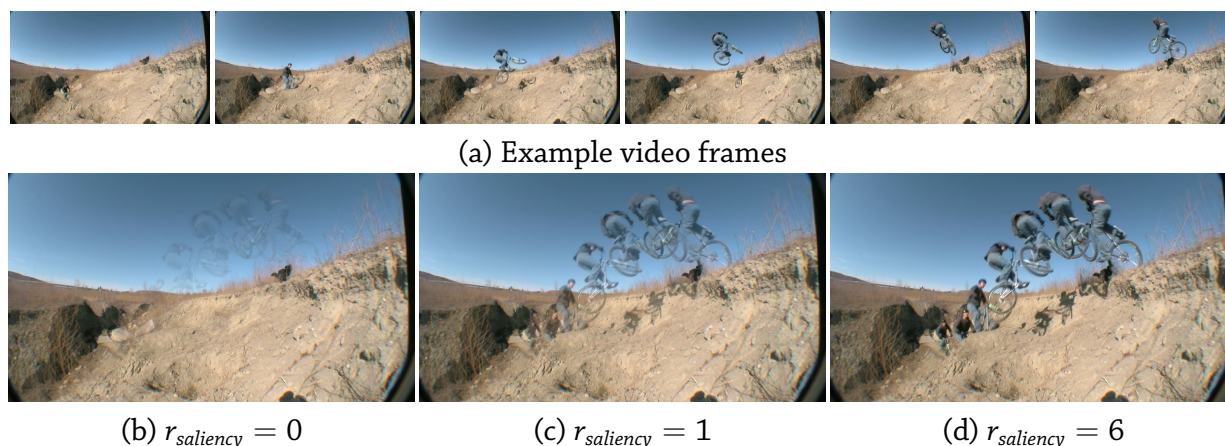 (a) Example video frames
(b) r_saliency = 0
(c) r_saliency = 1
(d) r_saliency = 6